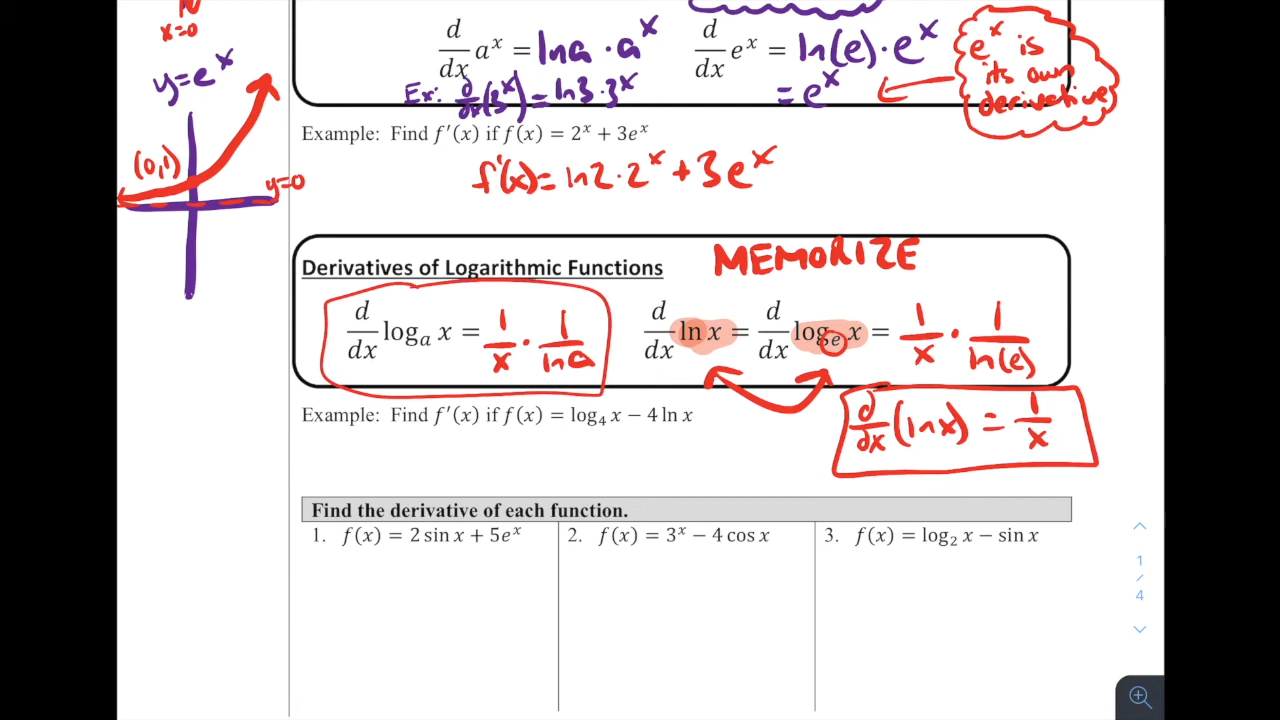 x=0
y=e^x
(0,1)
y=0
d/dx a^x = lna · a^x
d/dx e^x = ln(e) · e^x
= e^x
Ex: d/dx(3^x) = ln3·3^x
e^x is
its own
derivative
Example: Find f′(x) if f(x) = 2^x + 3e^x
f'(x) = ln2·2^x + 3e^x
Derivatives of Logarithmic Functions
MEMORIZE
d/dx log_a x = 1/x · 1/lna
d/dx ln x = d/dx log_e x = 1/x · 1/ln(e)
Example: Find f′(x) if f(x) = log_4 x − 4 ln x
d/dx (lnx) = 1/x
Find the derivative of each function.
1. f(x) = 2 sin x + 5e^x
2. f(x) = 3^x − 4 cos x
3. f(x) = log_2 x − sin x
1
/
4